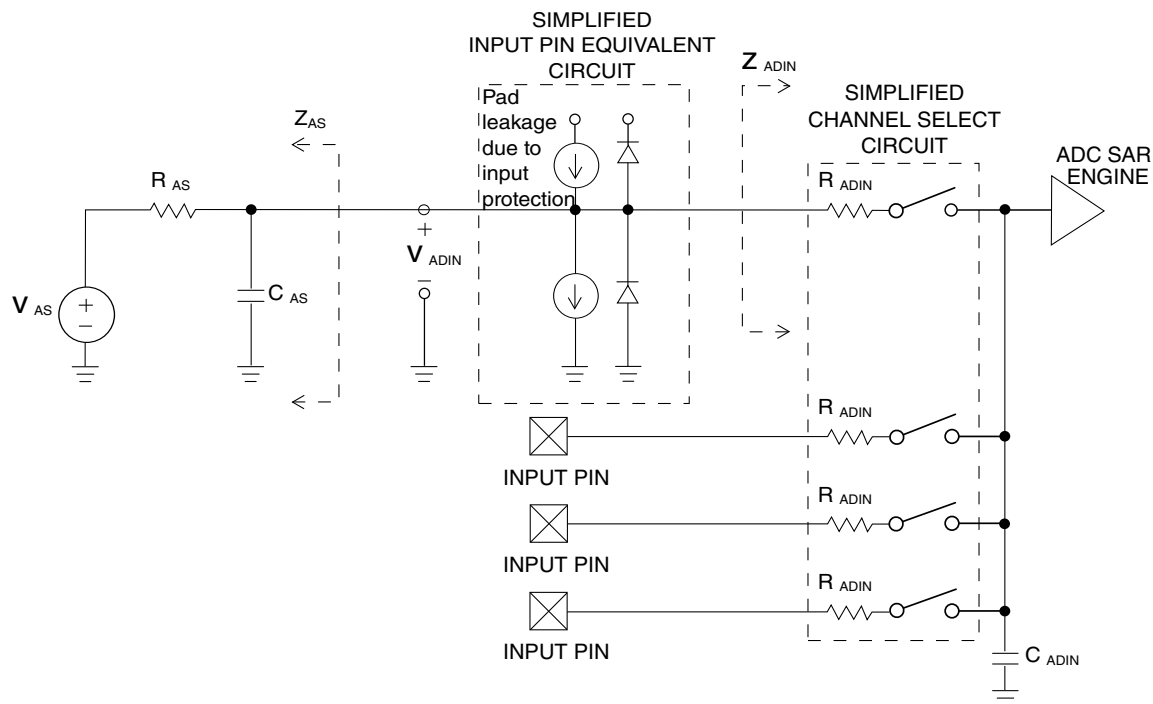 SIMPLIFIED
INPUT PIN EQUIVALENT
CIRCUIT
Pad
leakage
due to
input
protection
Z ADIN
SIMPLIFIED
CHANNEL SELECT
CIRCUIT
ADC SAR
ENGINE
ZAS
R AS
R ADIN
+
V ADIN
−
V AS
+
−
C AS
R ADIN
INPUT PIN
R ADIN
INPUT PIN
R ADIN
INPUT PIN
C ADIN